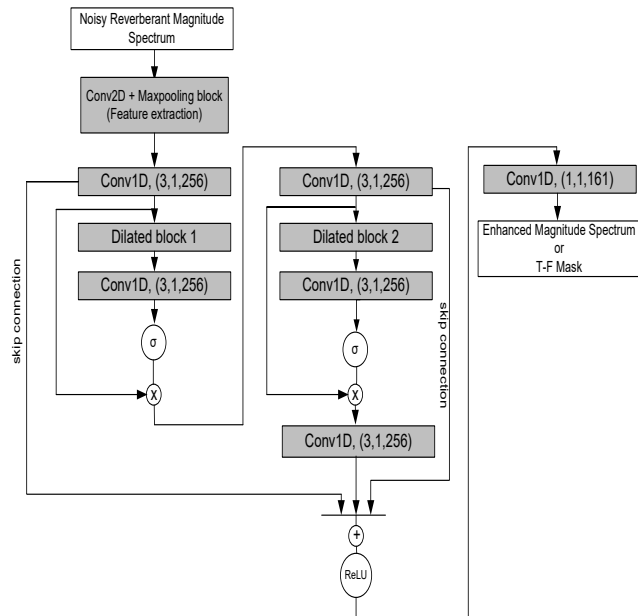 Noisy Reverberant Magnitude
Spectrum
Conv2D + Maxpooling block
(Feature extraction)
Conv1D, (3,1,256)
Dilated block 1
Conv1D, (3,1,256)
σ
X
skip connection
Conv1D, (3,1,256)
Dilated block 2
Conv1D, (3,1,256)
σ
X
Conv1D, (3,1,256)
skip connection
+
ReLU
Conv1D, (1,1,161)
Enhanced Magnitude Spectrum
or
T-F Mask